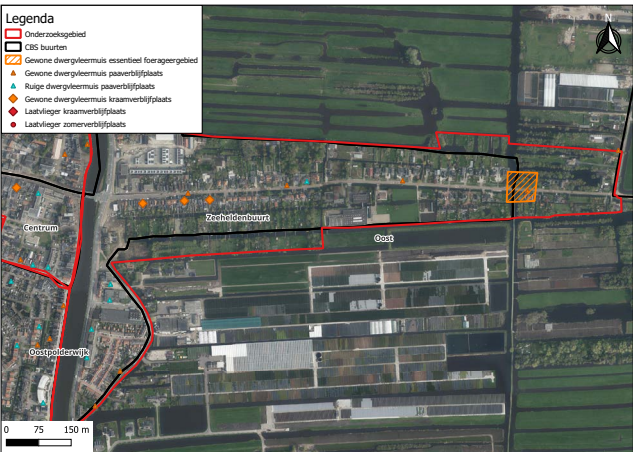 Legenda
Onderzoeksgebied
CBS buurten
Gewone dwergvleermuis essentieel foerageergebied
Gewone dwergvleermuis paaverblijfplaats
Ruige dwergvleermuis paaverblijfplaats
Gewone dwergvleermuis kraamverblijfplaats
Laatvlieger kraamverblijfplaats
Laatvlieger zomerverblijfplaats
N
Zeeheldenbuurt
Centrum
Oost
Oostpolderwijk
0 75 150 m